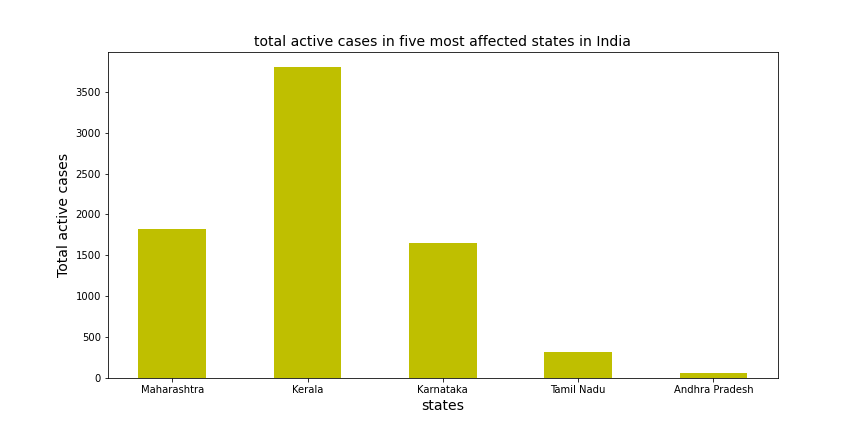 total active cases in five most affected states in India
Total active cases
3500
3000
2500
2000
1500
1000
500
0
Maharashtra Kerala Karnataka Tamil Nadu Andhra Pradesh
states